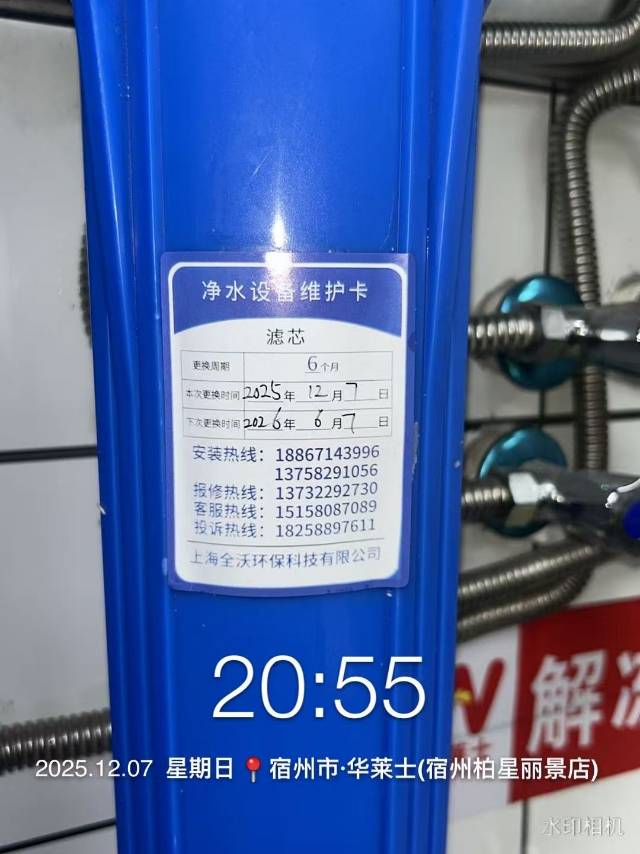 净水设备维护卡
滤芯
更换周期 6个月
本次更换时间 2025年 12月 7日
下次更换时间 2026年 6月 7日
安装热线：18867143996
13758291056
报修热线：13732292730
客服热线：15158087089
投诉热线：18258897611
上海全沃环保科技有限公司
解冻
20:55
2025.12.07 星期日 宿州市·华莱士(宿州柏星丽景店)
水印相机